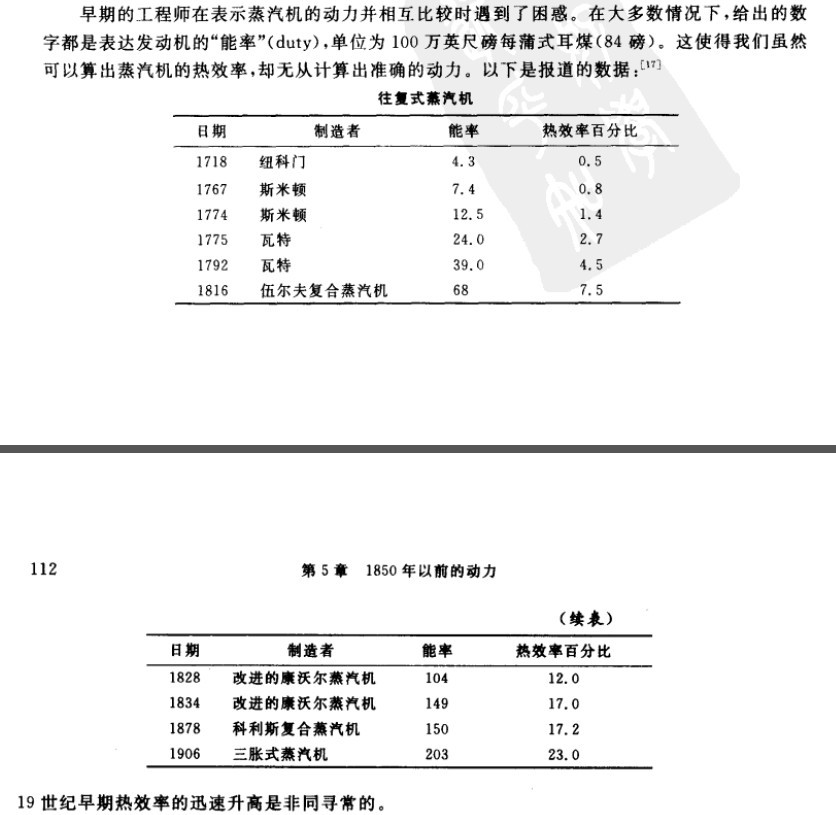 早期的工程师在表示蒸汽机的动力并相互比较时遇到了困惑。在大多数情况下,给出的数
字都是表达发动机的“能率”(duty),单位为 100 万英尺磅每蒲式耳煤(84 磅)。这使得我们虽然
可以算出蒸汽机的热效率,却无从计算出准确的动力。以下是报道的数据:[17]
往复式蒸汽机
日期 制造者 能率 热效率百分比
1718 纽科门 4.3 0.5
1767 斯米顿 7.4 0.8
1774 斯米顿 12.5 1.4
1775 瓦特 24.0 2.7
1792 瓦特 39.0 4.5
1816 伍尔夫复合蒸汽机 68 7.5
112 第 5 章 1850 年以前的动力
(续表)
日期 制造者 能率 热效率百分比
1828 改进的康沃尔蒸汽机 104 12.0
1834 改进的康沃尔蒸汽机 149 17.0
1878 科利斯复合蒸汽机 150 17.2
1906 三胀式蒸汽机 203 23.0
19 世纪早期热效率的迅速升高是非同寻常的。